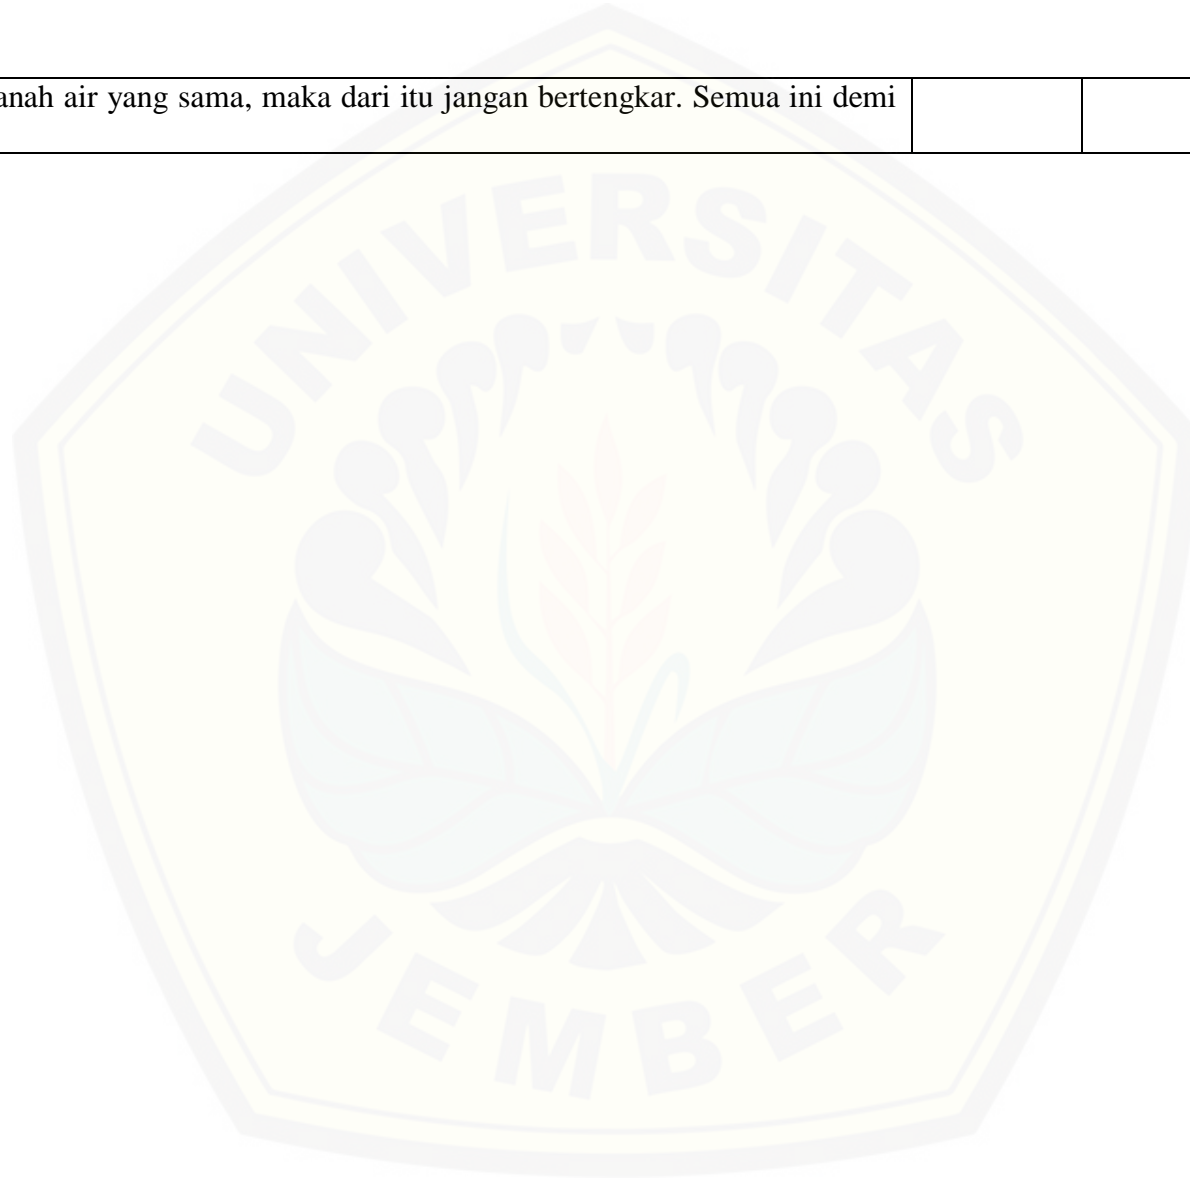 anah air yang sama, maka dari itu jangan bertengkar. Semua ini demi
UNIVERSITAS
JEMBER